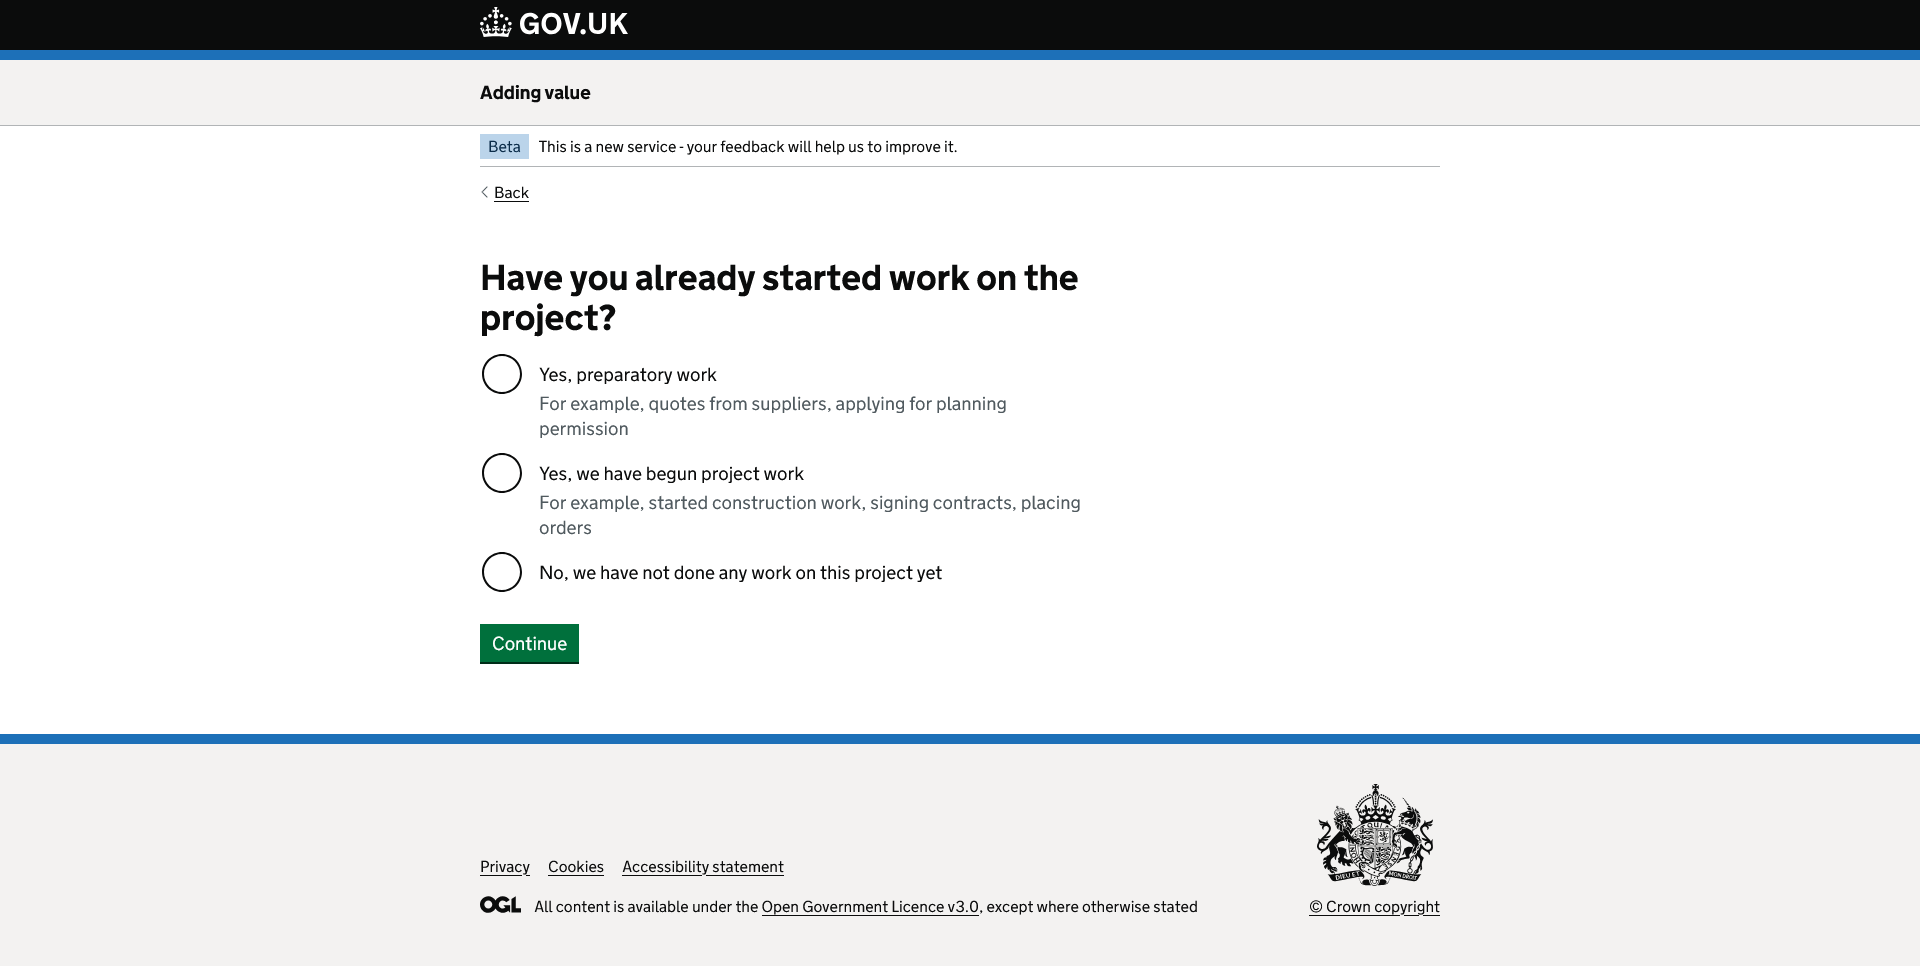 GOV.UK
Adding value
Beta This is a new service - your feedback will help us to improve it.
Back
Have you already started work on the
project?
Yes, preparatory work
For example, quotes from suppliers, applying for planning
permission
Yes, we have begun project work
For example, started construction work, signing contracts, placing
orders
No, we have not done any work on this project yet
Continue
Privacy Cookies Accessibility statement
OGL All content is available under the Open Government Licence v3.0, except where otherwise stated
© Crown copyright